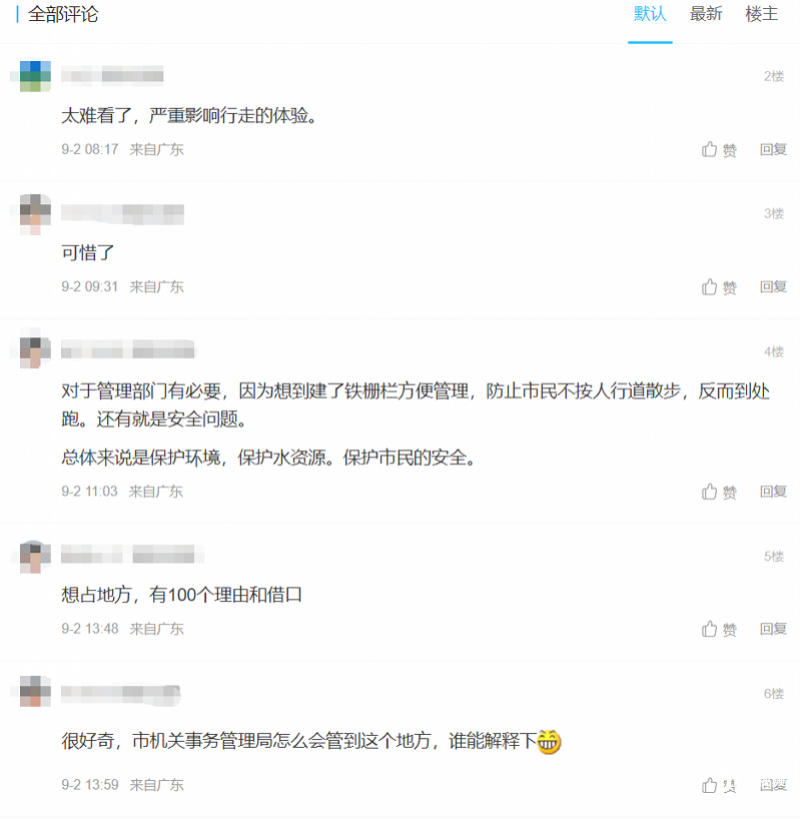 全部评论
默认 最新 楼主
2楼
太难看了，严重影响行走的体验。
9-2 08:17 来自广东 赞 回复
3楼
可惜了
9-2 09:31 来自广东 赞 回复
4楼
对于管理部门有必要，因为想到建了铁栅栏方便管理，防止市民不按人行道散步，反而到处
跑。还有就是安全问题。
总体来说是保护环境，保护水资源。保护市民的安全。
9-2 11:03 来自广东 赞 回复
5楼
想占地方，有100个理由和借口
9-2 13:48 来自广东 赞 回复
6楼
很好奇，市机关事务管理局怎么会管到这个地方，谁能解释下
9-2 13:59 来自广东 赞 回复